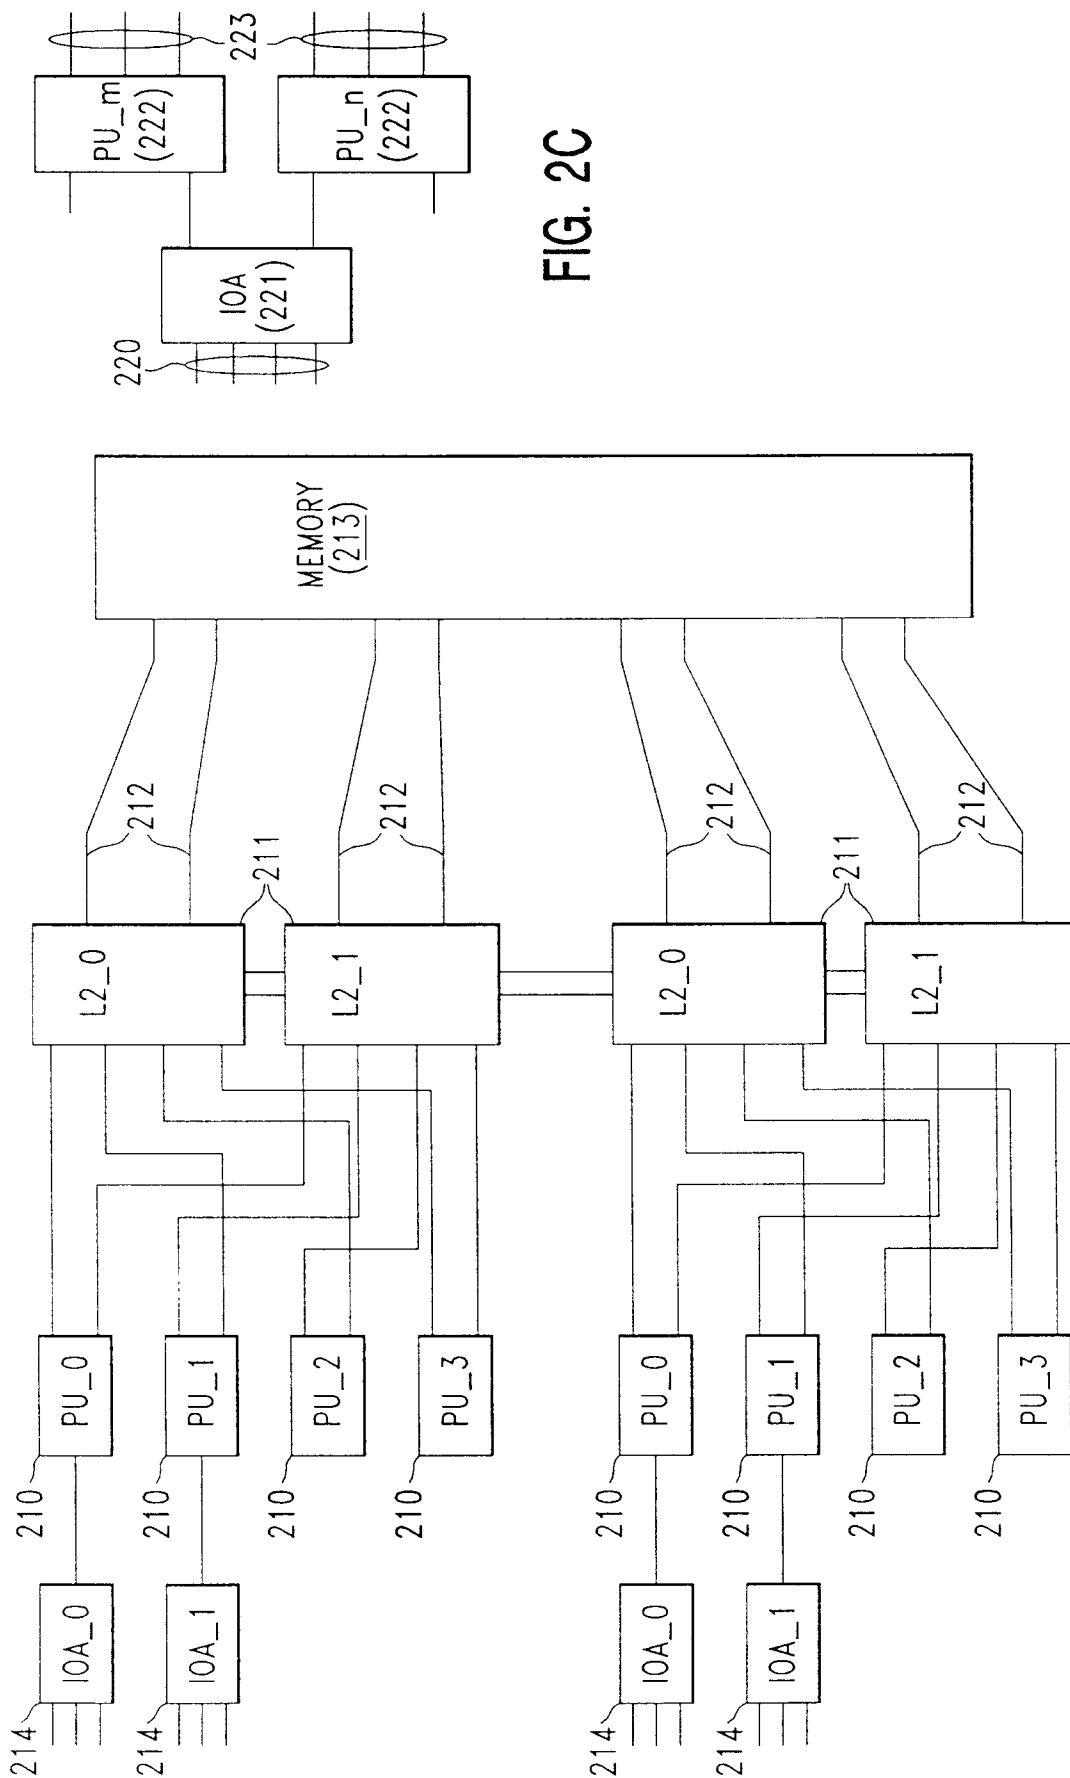 220
IOA
(221)
PU_m
(222)
223
PU_n
(222)
FIG. 2C
214
IOA_0
210
PU_0
L2_0
212
214
IOA_1
210
PU_1
211
MEMORY
(213)
210
PU_2
L2_1
212
210
PU_3
214
IOA_0
210
PU_0
L2_0
212
214
IOA_1
210
PU_1
211
210
PU_2
L2_1
212
210
PU_3